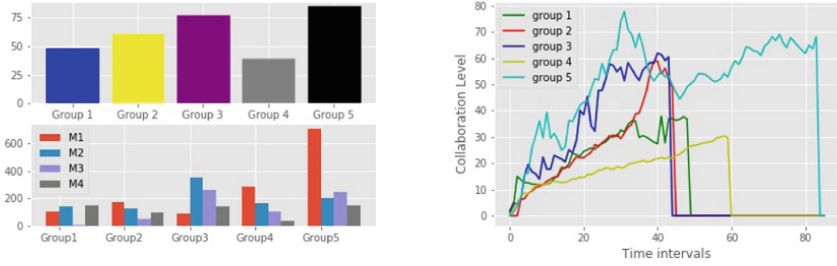 75
50
25
0
Group 1 Group 2 Group 3 Group 4 Group 5
600
400
200
0
M1
M2
M3
M4
Group1 Group2 Group3 Group4 Group5
Collaboration Level
80
70
60
50
40
30
20
10
0
group 1
group 2
group 3
group 4
group 5
0 20 40 60 80
Time intervals